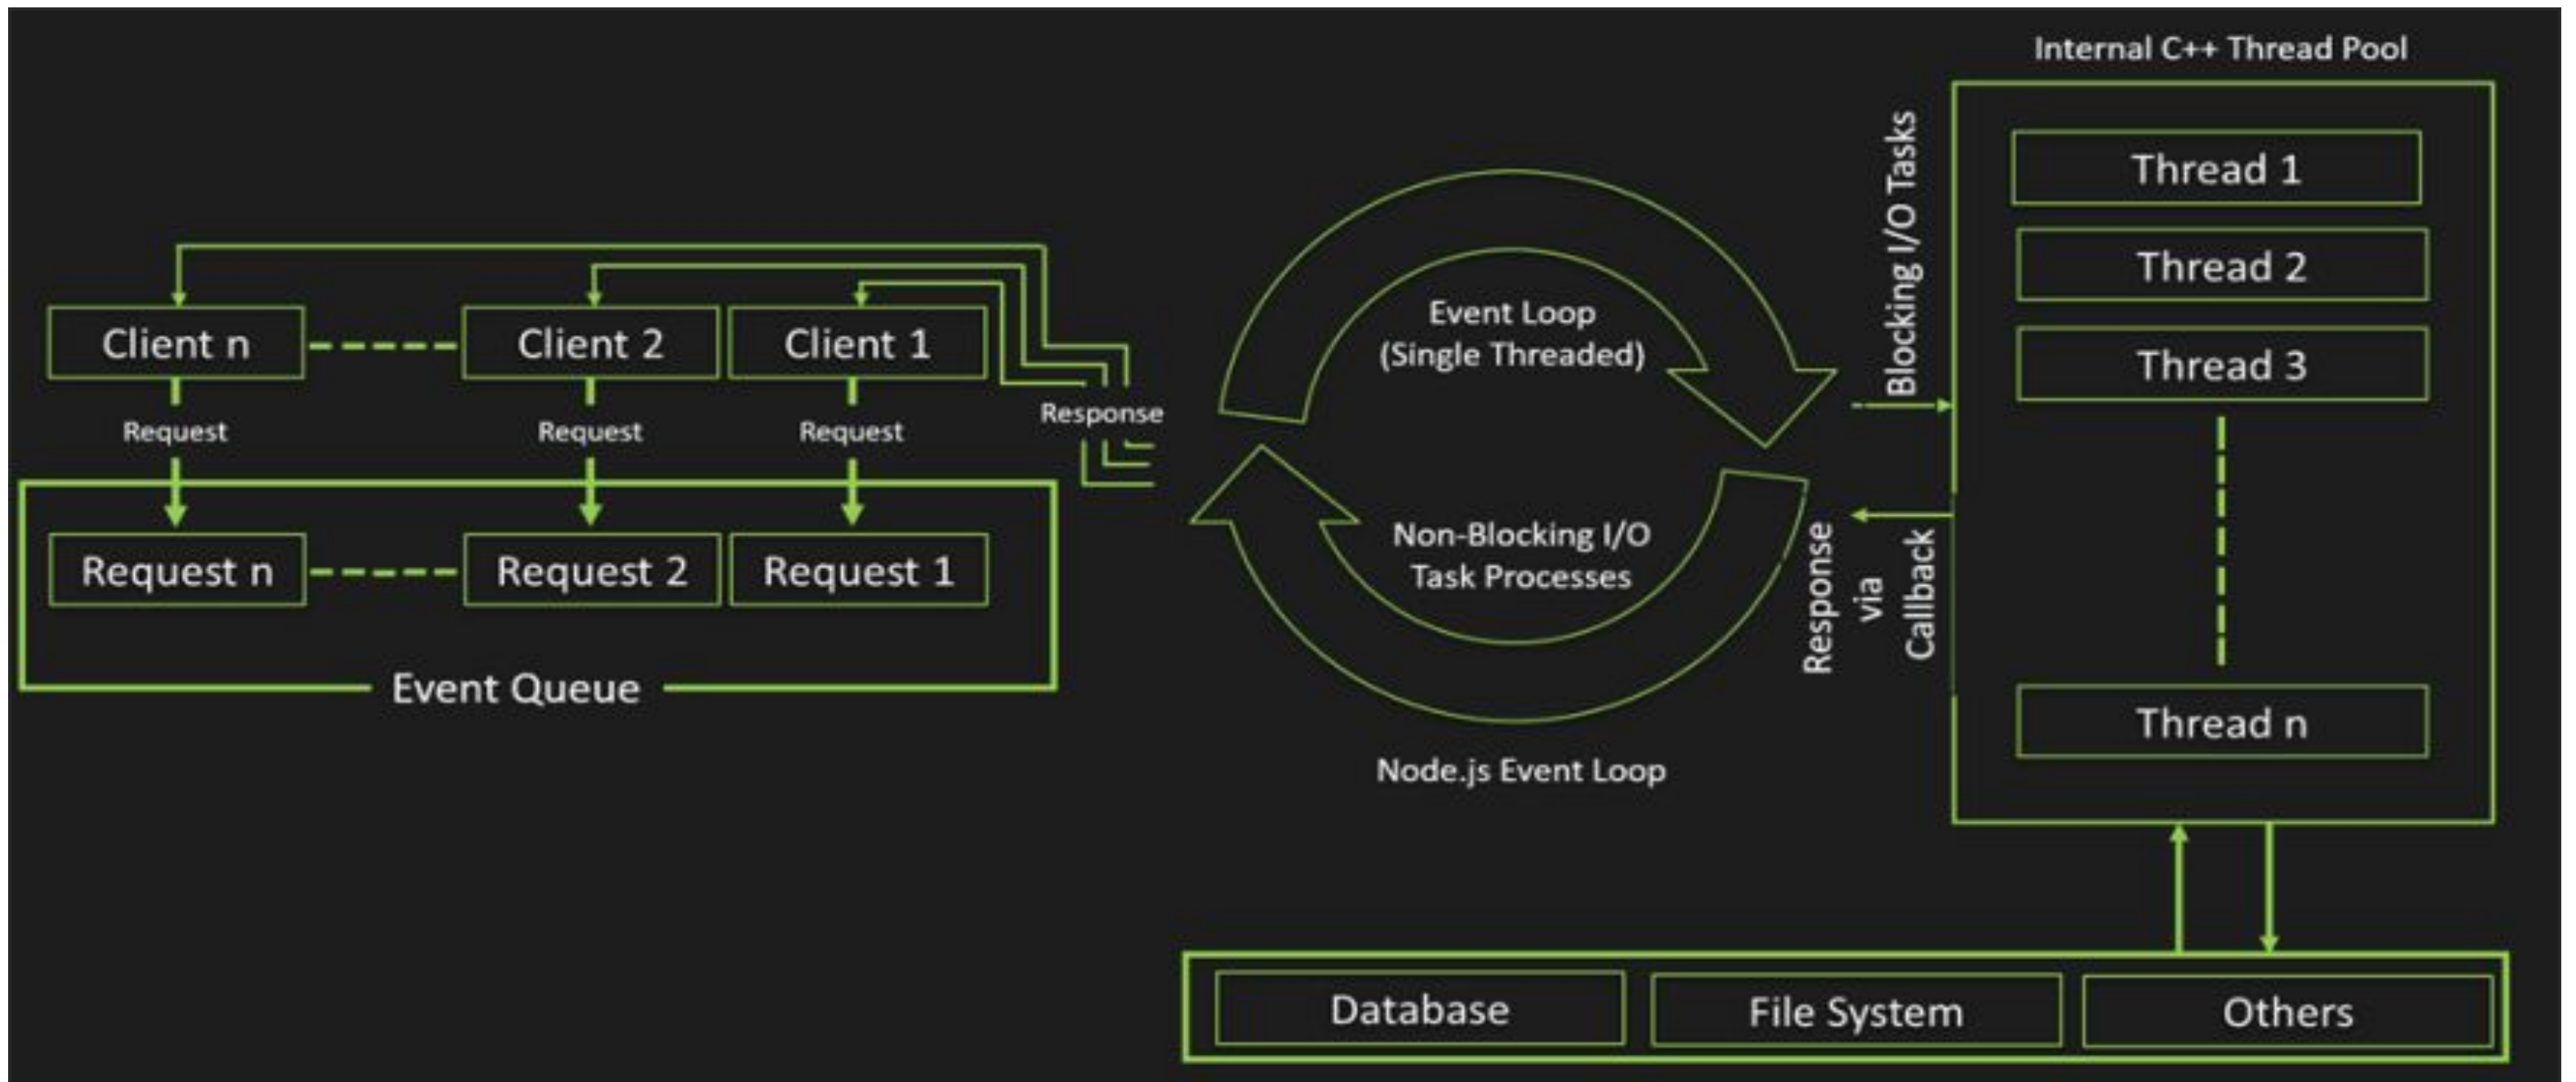 Internal C++ Thread Pool
Client n
Client 2
Client 1
Request
Request
Request
Response
Request n
Request 2
Request 1
Event Queue
Event Loop
(Single Threaded)
Non-Blocking I/O
Task Processes
Node.js Event Loop
Blocking I/O Tasks
Response
via
Callback
Thread 1
Thread 2
Thread 3
Thread n
Database
File System
Others